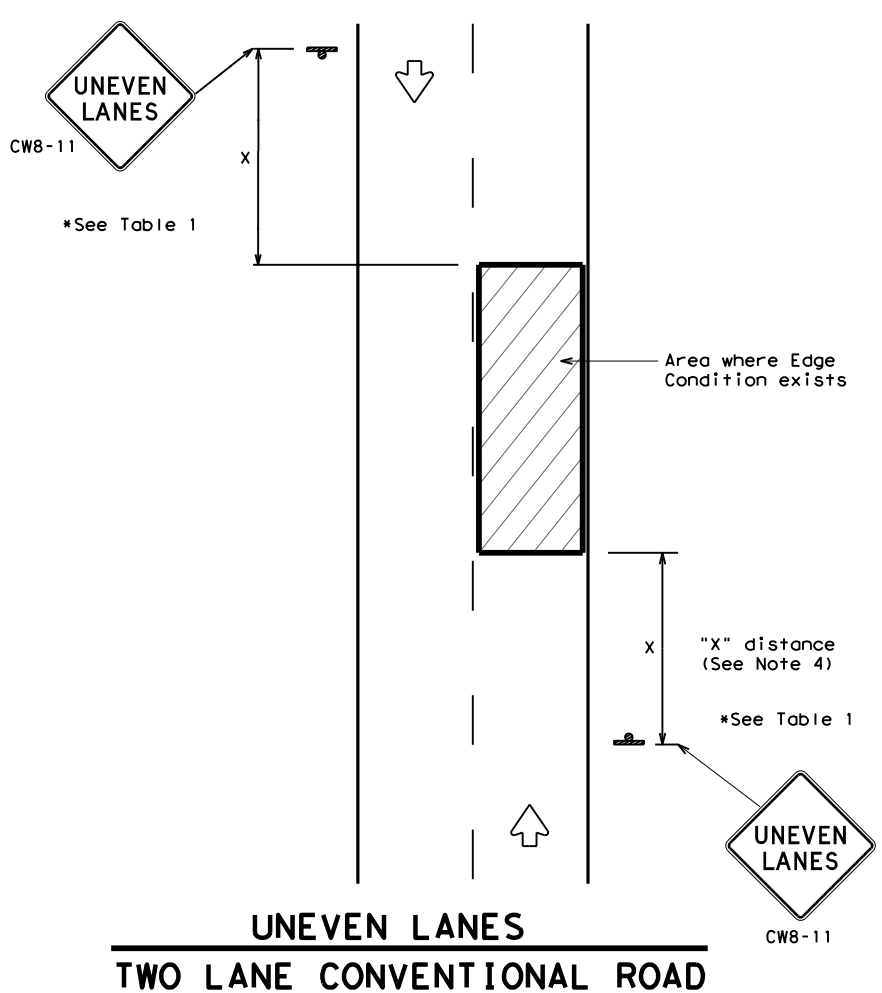 UNEVEN
LANES
CW8-11
X
*See Table 1
Area where Edge
Condition exists
X
"X" distance
(See Note 4)
*See Table 1
UNEVEN
LANES
CW8-11
UNEVEN LANES
TWO LANE CONVENTIONAL ROAD